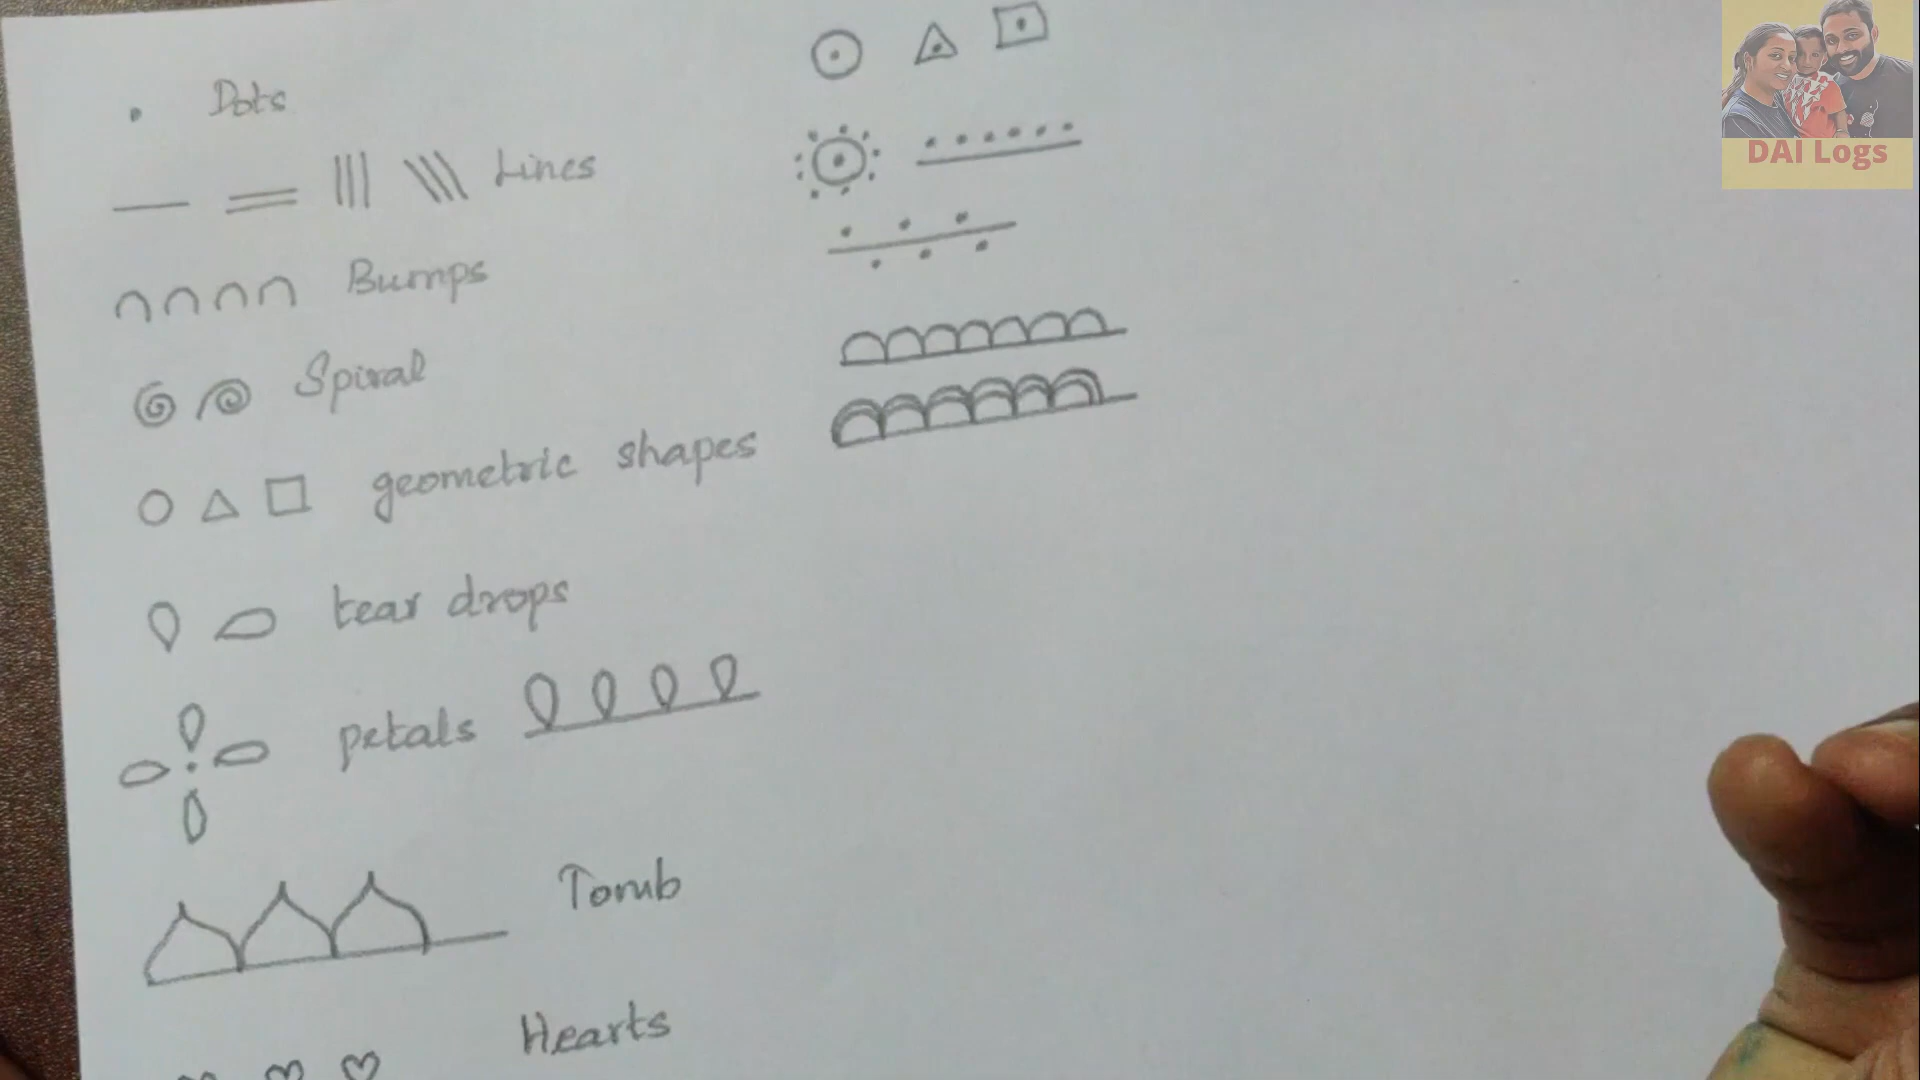 Dots
Lines
Bumps
Spiral
geometric shapes
tear drops
petals
Tomb
Hearts
DAI Logs